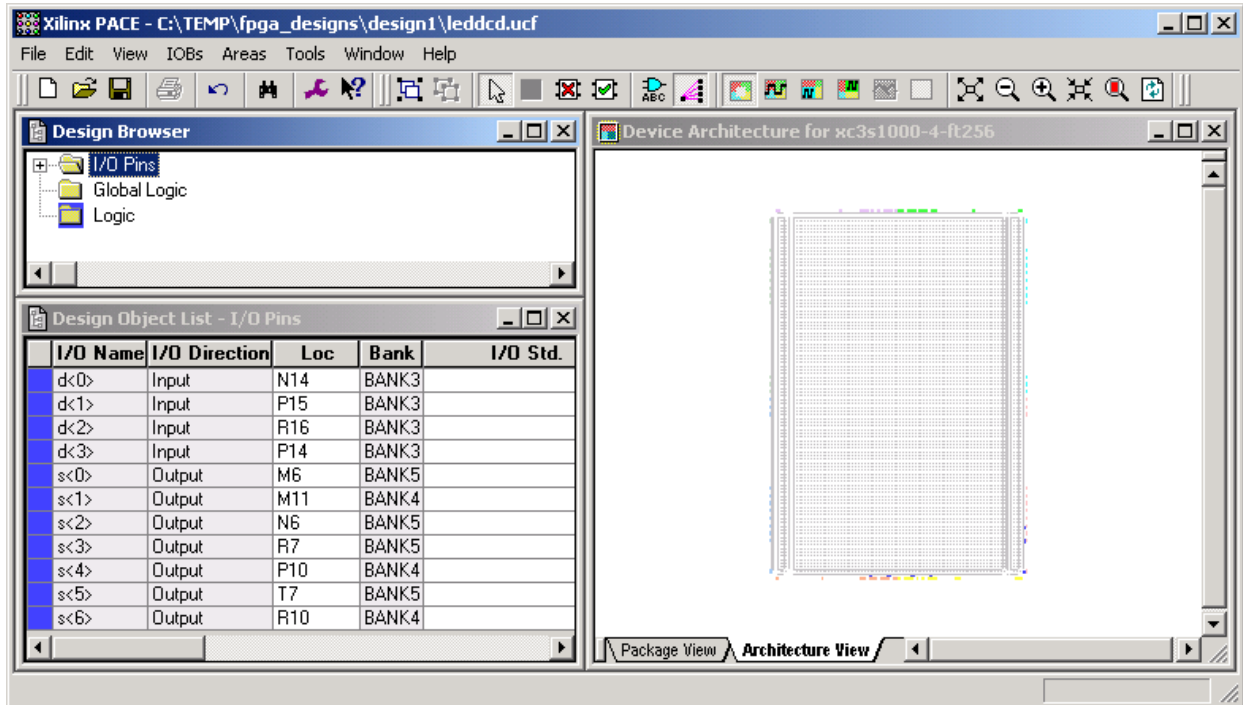 Xilinx PACE - C:\TEMP\fpga_designs\design1\leddcd.ucf
File Edit View IOBs Areas Tools Window Help
ABC
Design Browser
I/O Pins
Global Logic
Logic
Design Object List - I/O Pins
I/O Name I/O Direction Loc Bank I/O Std.
d<0> Input N14 BANK3
d<1> Input P15 BANK3
d<2> Input R16 BANK3
d<3> Input P14 BANK3
s<0> Output M6 BANK5
s<1> Output M11 BANK4
s<2> Output N6 BANK5
s<3> Output R7 BANK5
s<4> Output P10 BANK4
s<5> Output T7 BANK5
s<6> Output R10 BANK4
Device Architecture for xc3s1000-4-ft256
Package View Architecture View